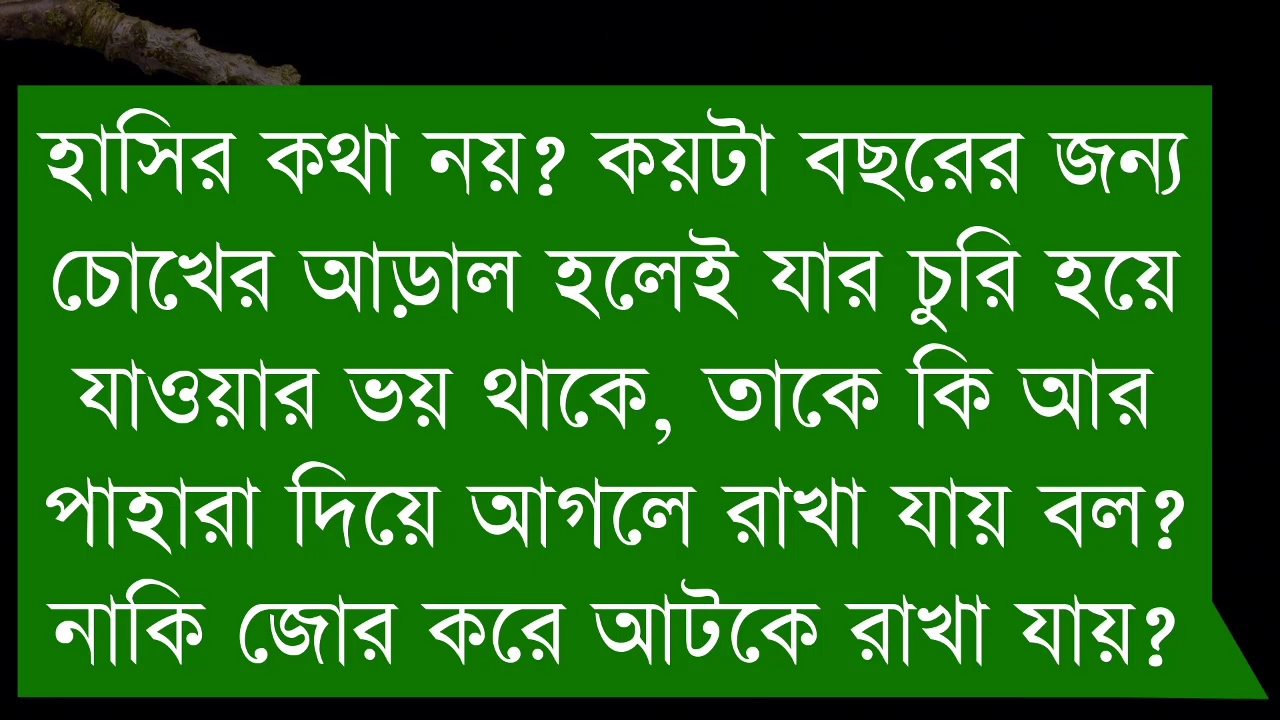 হাসির কথা নয়? কয়টা বছরের জন্য
চোখের আড়াল হলেই যার চুরি হয়ে
যাওয়ার ভয় থাকে, তাকে কি আর
পাহারা দিয়ে আগলে রাখা যায় বল?
নাকি জোর করে আটকে রাখা যায়?